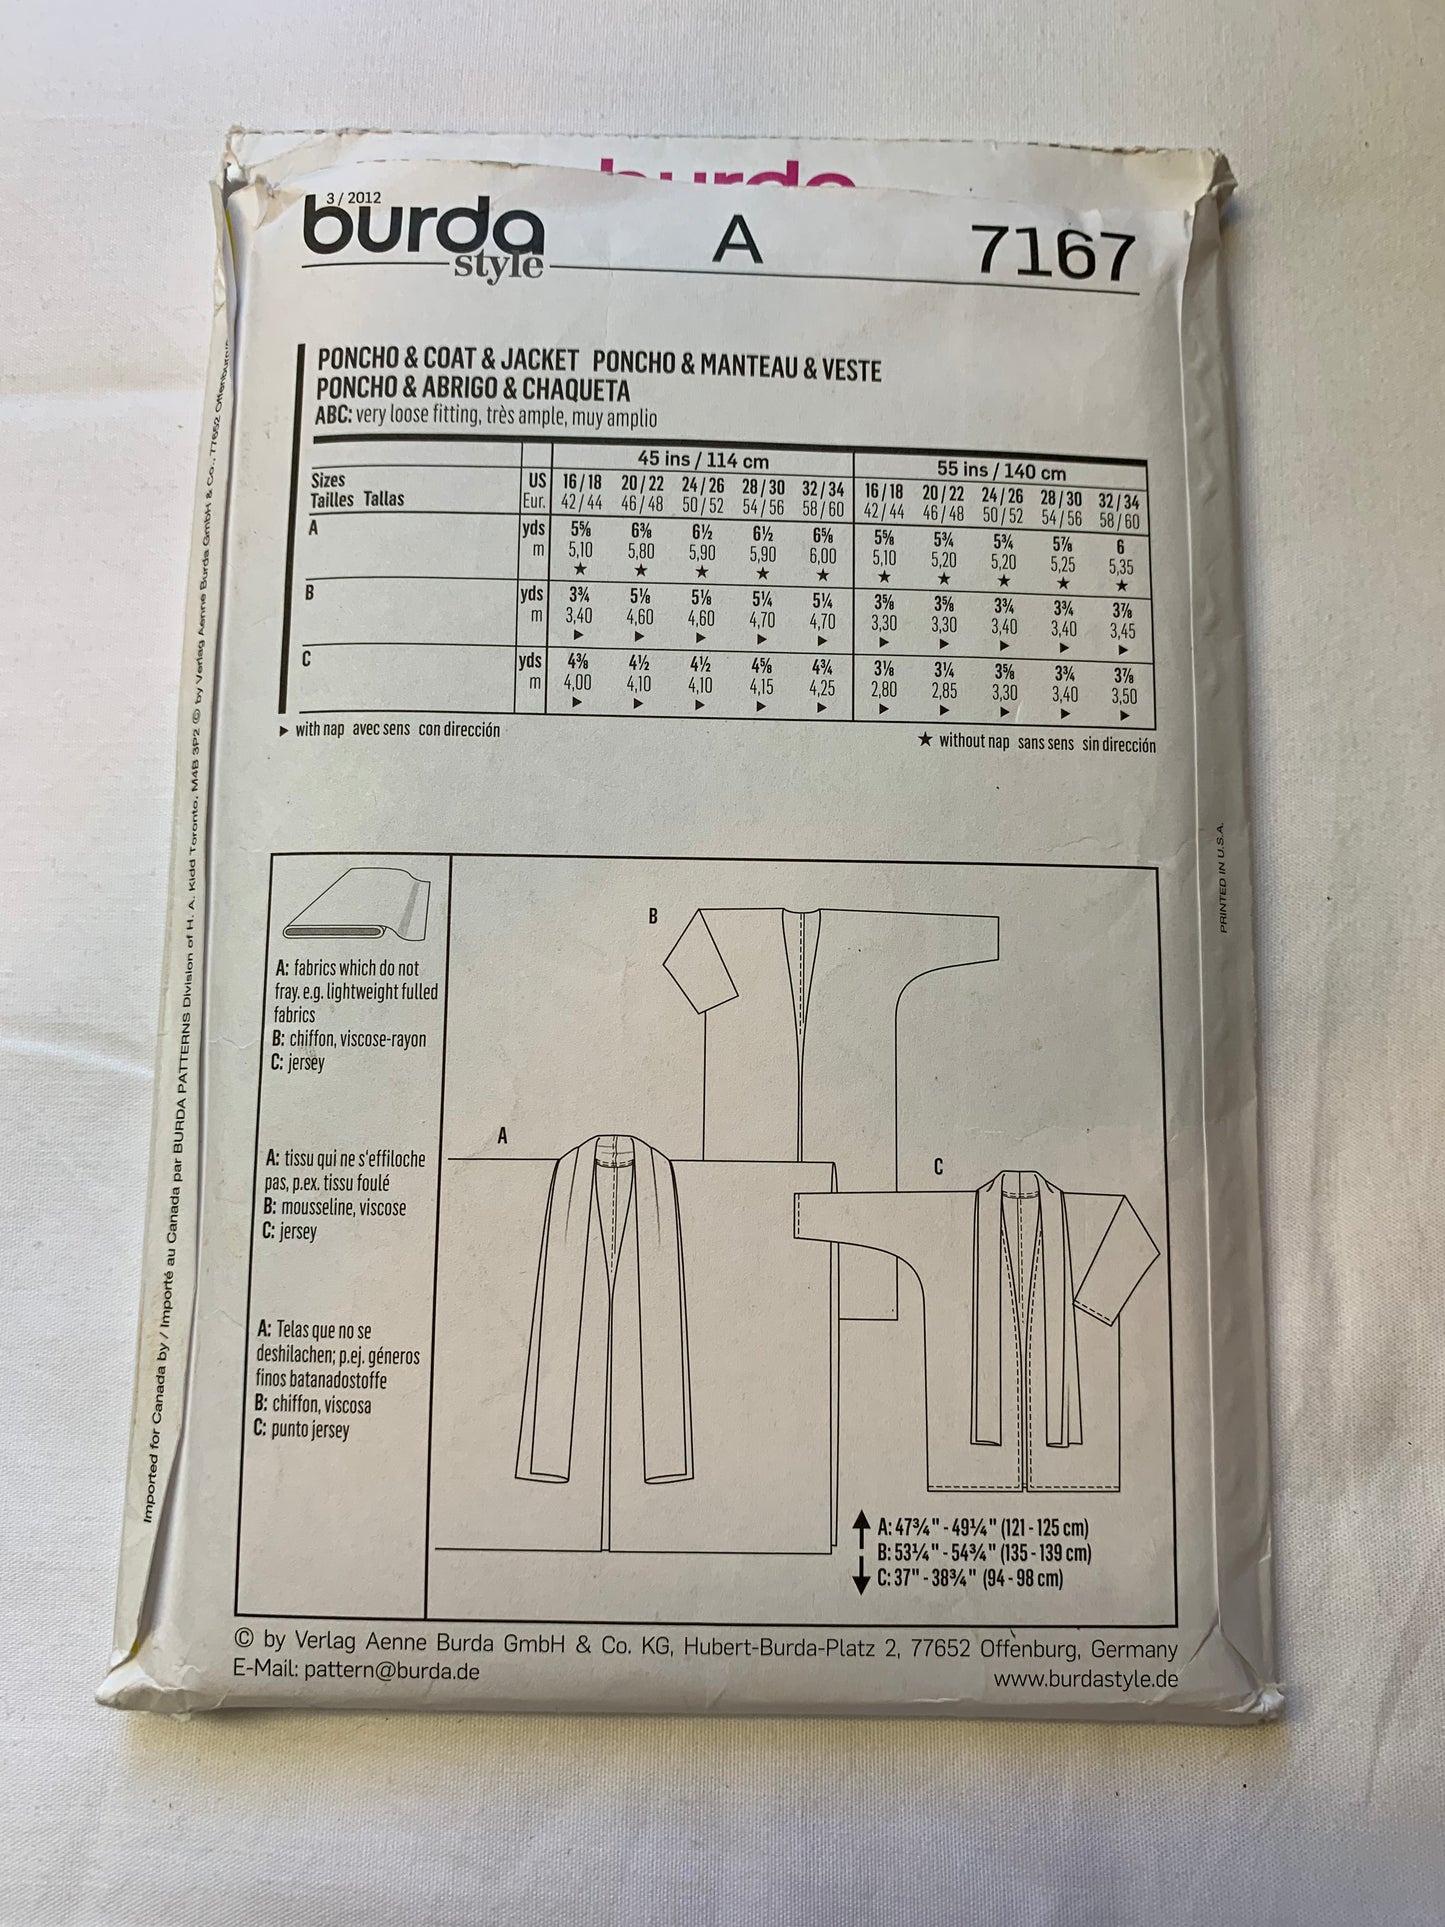 burda
3 / 2012
burda style
A
7167
PONCHO & COAT & JACKET PONCHO & MANTEAU & VESTE
PONCHO & ABRIGO & CHAQUETA
ABC: very loose fitting, très ample, muy amplio
45 ins / 114 cm 55 ins / 140 cm
Sizes US 16 / 18 20 / 22 24 / 26 28 / 30 32 / 34 16 / 18 20 / 22 24 / 26 28 / 30 32 / 34
Tailles Tallas Eur. 42 / 44 46 / 48 50 / 52 54 / 56 58 / 60 42 / 44 46 / 48 50 / 52 54 / 56 58 / 60
A yds 5⅝ 6⅜ 6½ 6½ 6⅝ 5⅝ 5¾ 5¾ 5⅞ 6
m 5,10 5,80 5,90 5,90 6,00 5,10 5,20 5,20 5,25 5,35
★ ★ ★ ★ ★ ★ ★ ★ ★ ★
B yds 3¾ 5⅛ 5⅛ 5¼ 5¼ 3⅝ 3⅝ 3¾ 3¾ 3⅞
m 3,40 4,60 4,60 4,70 4,70 3,30 3,30 3,40 3,40 3,45
► ► ► ► ► ► ► ► ► ►
C yds 4⅜ 4½ 4½ 4⅝ 4¾ 3⅛ 3¼ 3⅝ 3¾ 3⅞
m 4,00 4,10 4,10 4,15 4,25 2,80 2,85 3,30 3,40 3,50
► ► ► ► ► ► ► ► ► ►
► with nap avec sens con dirección
★ without nap sans sens sin dirección
A: fabrics which do not
fray. e.g. lightweight fulled
fabrics
B: chiffon, viscose-rayon
C: jersey
A: tissu qui ne s'effiloche
pas, p.ex. tissu foulé
B: mousseline, viscose
C: jersey
A: Telas que no se
deshilachen; p.ej. géneros
finos batanadostoffe
B: chiffon, viscosa
C: punto jersey
B
A
C
A: 47¾" - 49¼" (121 - 125 cm)
B: 53¼" - 54¾" (135 - 139 cm)
C: 37" - 38¾" (94 - 98 cm)
© by Verlag Aenne Burda GmbH & Co. KG, Hubert-Burda-Platz 2, 77652 Offenburg, Germany
E-Mail: pattern@burda.de
www.burdastyle.de
Imported for Canada by / Importé au Canada par BURDA PATTERNS Division of H. A. Kidd Toronto. M4B 3P2 © by Verlag Aenne Burda GmbH & Co., 77652 Offenburg
PRINTED IN U.S.A.